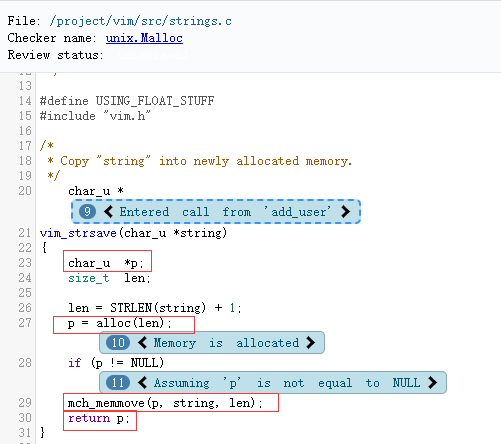 File: /project/vim/src/strings.c
Checker name: unix.Malloc
Review status:
13
14 #define USING_FLOAT_STUFF
15 #include "vim.h"
16
17 /*
18 * Copy "string" into newly allocated memory.
19 */
20 char_u *
9 Entered call from 'add_user'
21 vim_strsave(char_u *string)
22 {
23 char_u *p;
24 size_t len;
25
26 len = STRLEN(string) + 1;
27 p = alloc(len);
10 Memory is allocated
28 if (p != NULL)
11 Assuming 'p' is not equal to NULL
29 mch_memmove(p, string, len);
30 return p;
31 }